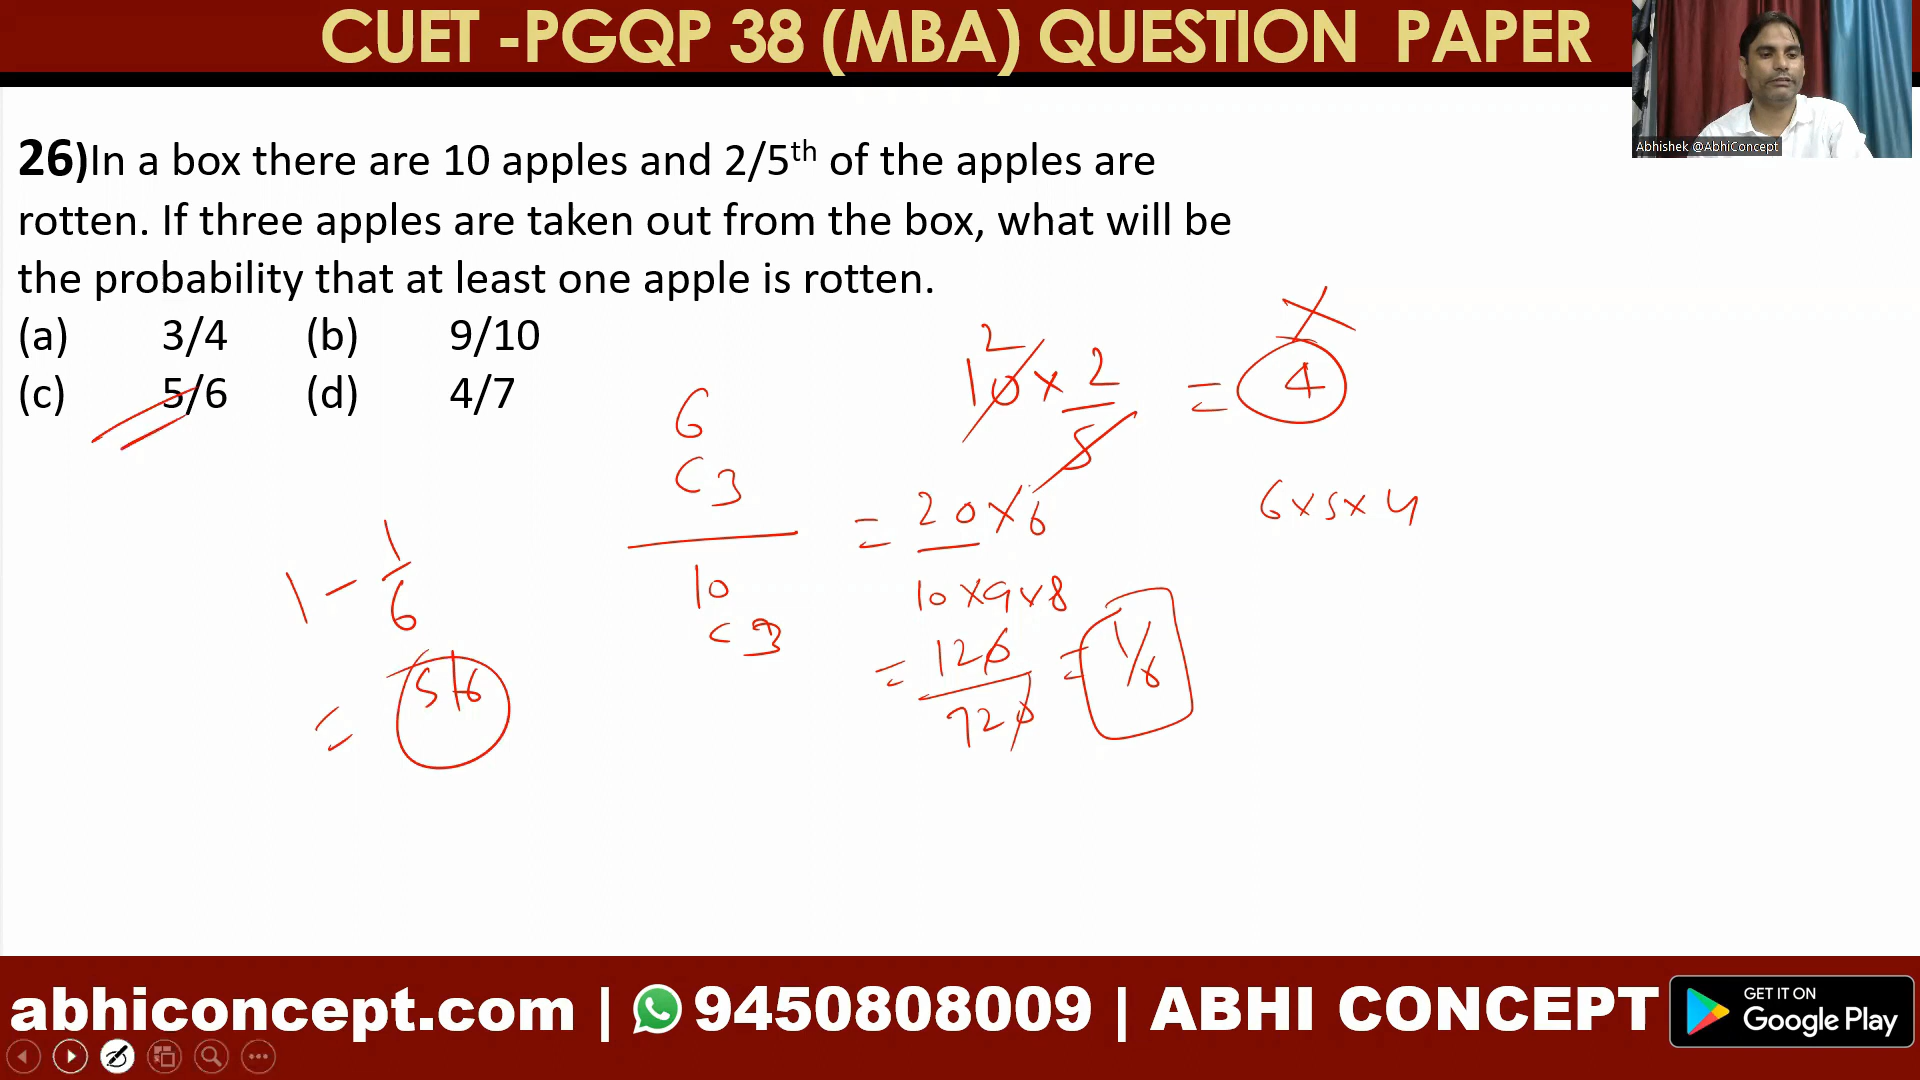 CUET -PGQP 38 (MBA) QUESTION PAPER
Abhishek @AbhiConcept
26)In a box there are 10 apples and 2/5th of the apples are
rotten. If three apples are taken out from the box, what will be
the probability that at least one apple is rotten.
(a) 3/4 (b) 9/10
(c) 5/6 (d) 4/7
2
10 × 2 = 4
5
6
C3
= 20 × 6
6 × 5 × 4
10
C3
10 × 9 × 8
1 - 1
6
= 120 = 1/6
720
= 5/6
abhiconcept.com | 9450808009 | ABHI CONCEPT
GET IT ON
Google Play